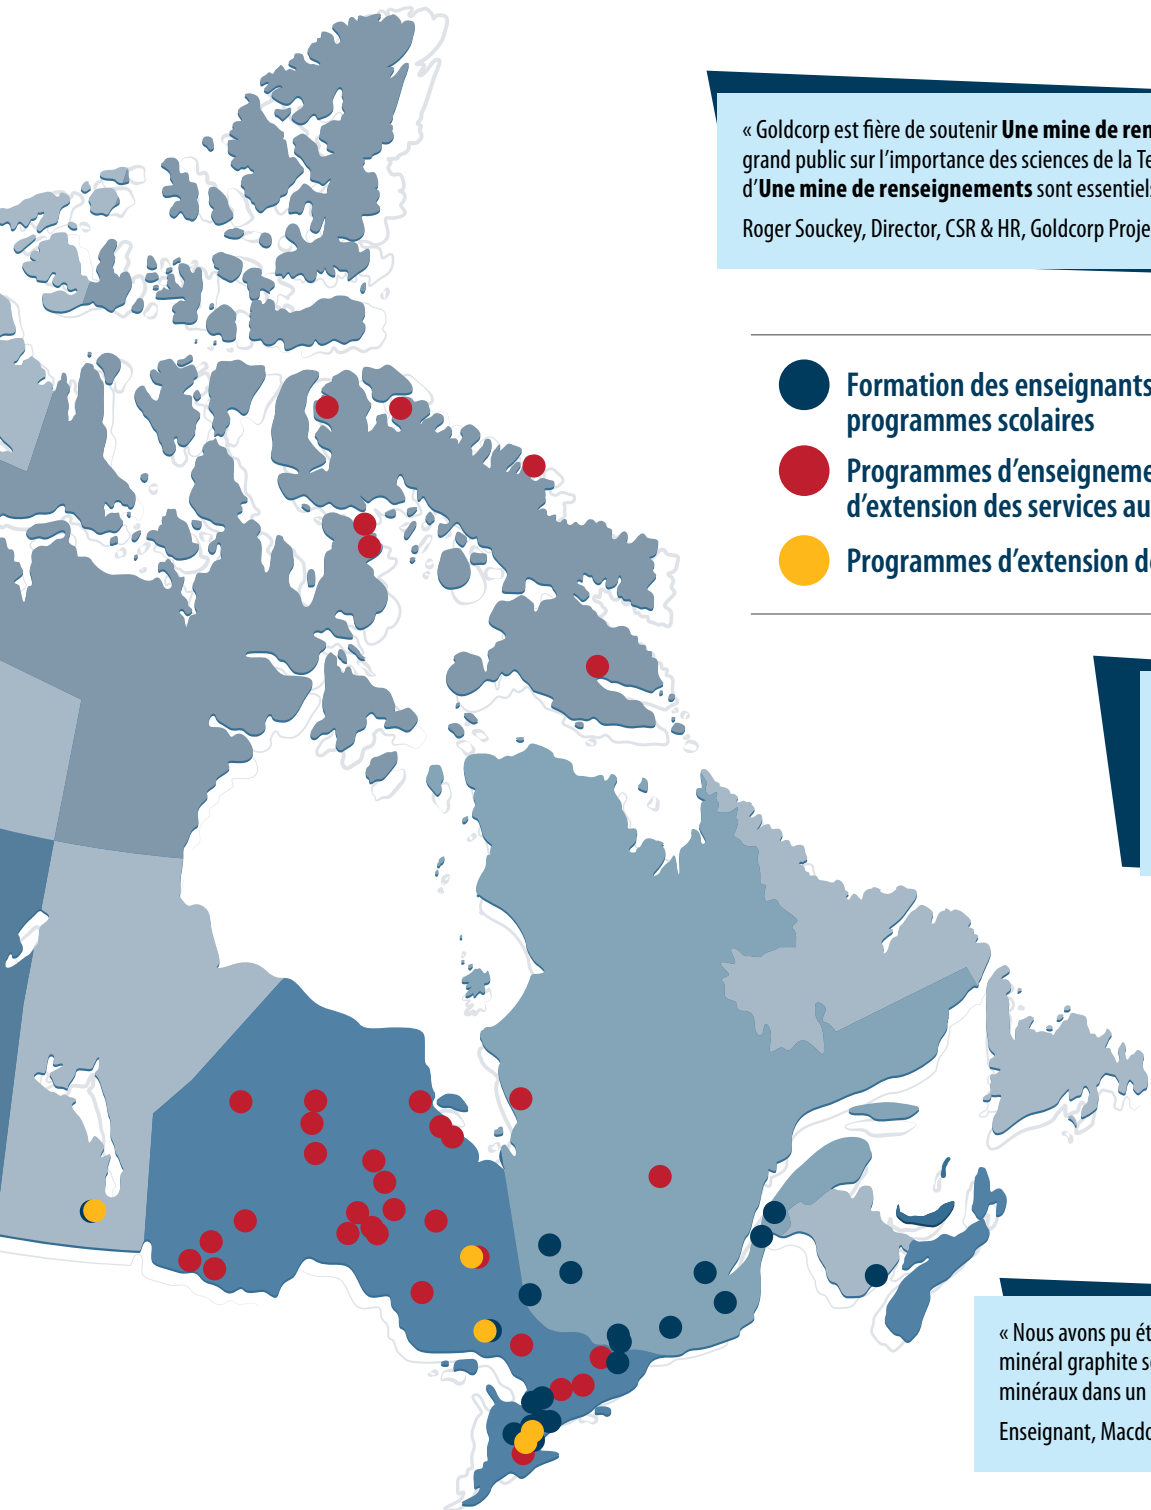 « Goldcorp est fière de soutenir Une mine de ren
grand public sur l’importance des sciences de la Te
d’Une mine de renseignements sont essentiels
Roger Souckey, Director, CSR & HR, Goldcorp Proje
Formation des enseignants
programmes scolaires
Programmes d’enseigneme
d’extension des services au
Programmes d’extension de
« Nous avons pu ét
minéral graphite s
minéraux dans un
Enseignant, Macdo